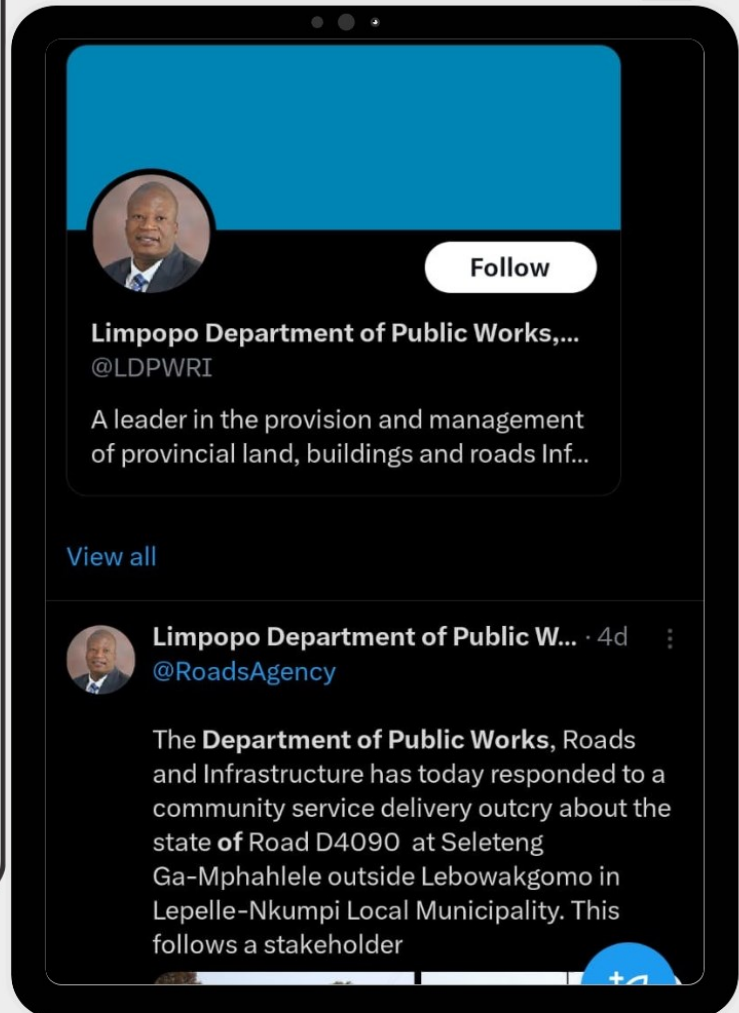 Follow
Limpopo Department of Public Works,...
@LDPWRI
A leader in the provision and management
of provincial land, buildings and roads Inf...
View all
Limpopo Department of Public W... · 4d
@RoadsAgency
The Department of Public Works, Roads
and Infrastructure has today responded to a
community service delivery outcry about the
state of Road D4090 at Seleteng
Ga-Mphahlele outside Lebowakgomo in
Lepelle-Nkumpi Local Municipality. This
follows a stakeholder